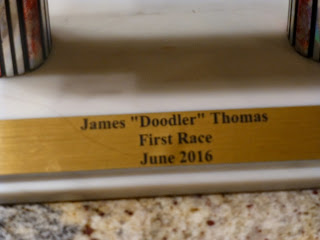 James "Doodler" Thomas
First Race
June 2016